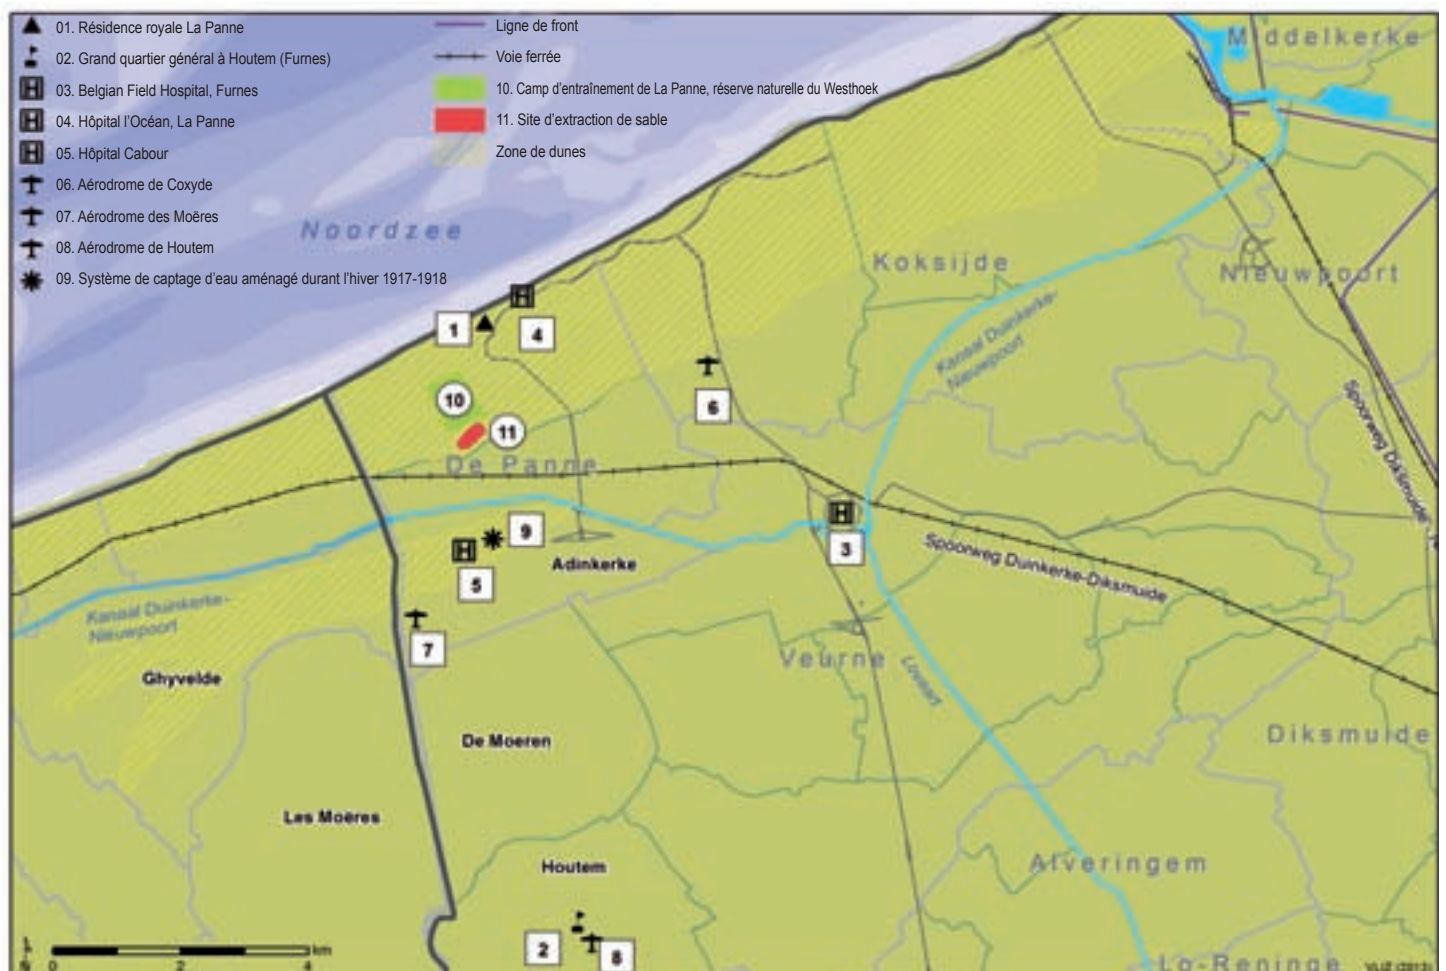 01. Résidence royale La Panne
02. Grand quartier général à Houtem (Furnes)
03. Belgian Field Hospital, Furnes
04. Hôpital l'Océan, La Panne
05. Hôpital Cabour
06. Aérodrome de Coxyde
07. Aérodrome des Moëres
08. Aérodrome de Houtem
09. Système de captage d'eau aménagé durant l'hiver 1917-1918
Ligne de front
Voie ferrée
10. Camp d'entraînement de La Panne, réserve naturelle du Westhoek
11. Site d'extraction de sable
Zone de dunes
Middelkerke
Noordzee
Koksijde
Nieuwpoort
H
1
4
Kanaal Duinkerke-
Nieuwpoort
6
10
11
De Panne
Spoorweg Diksmuide-
H
3
9
H
5
Adinkerke
Spoorweg Duinkerke-Diksmuide
Kanaal Duinkerke-
Nieuwpoort
7
Veurne
Lovaart
Ghyvelde
De Moeren
Diksmuide
Les Moëres
Houtem
Alveringem
2
8
0 2 4 km
Lo-Reninge
VLIZ (2013)